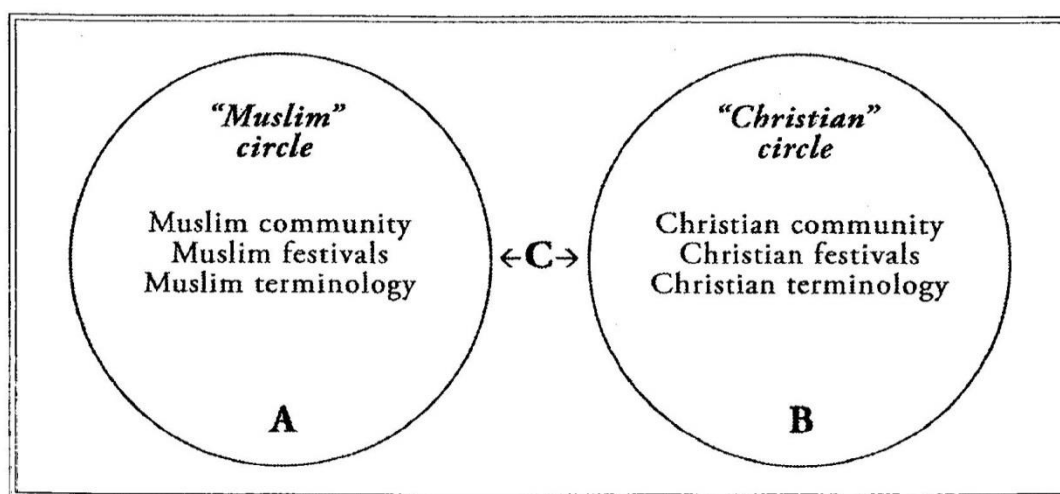 “Muslim”
circle
Muslim community
Muslim festivals
Muslim terminology
A
←C→
“Christian”
circle
Christian community
Christian festivals
Christian terminology
B